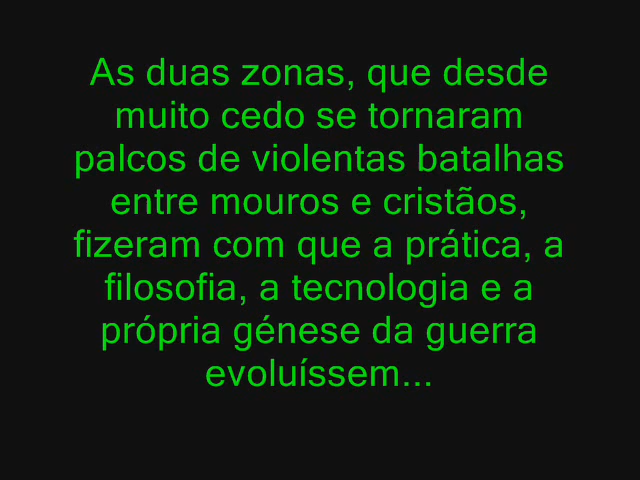 As duas zonas, que desde
muito cedo se tornaram
palcos de violentas batalhas
entre mouros e cristãos,
fizeram com que a prática, a
filosofia, a tecnologia e a
própria génese da guerra
evoluíssem...